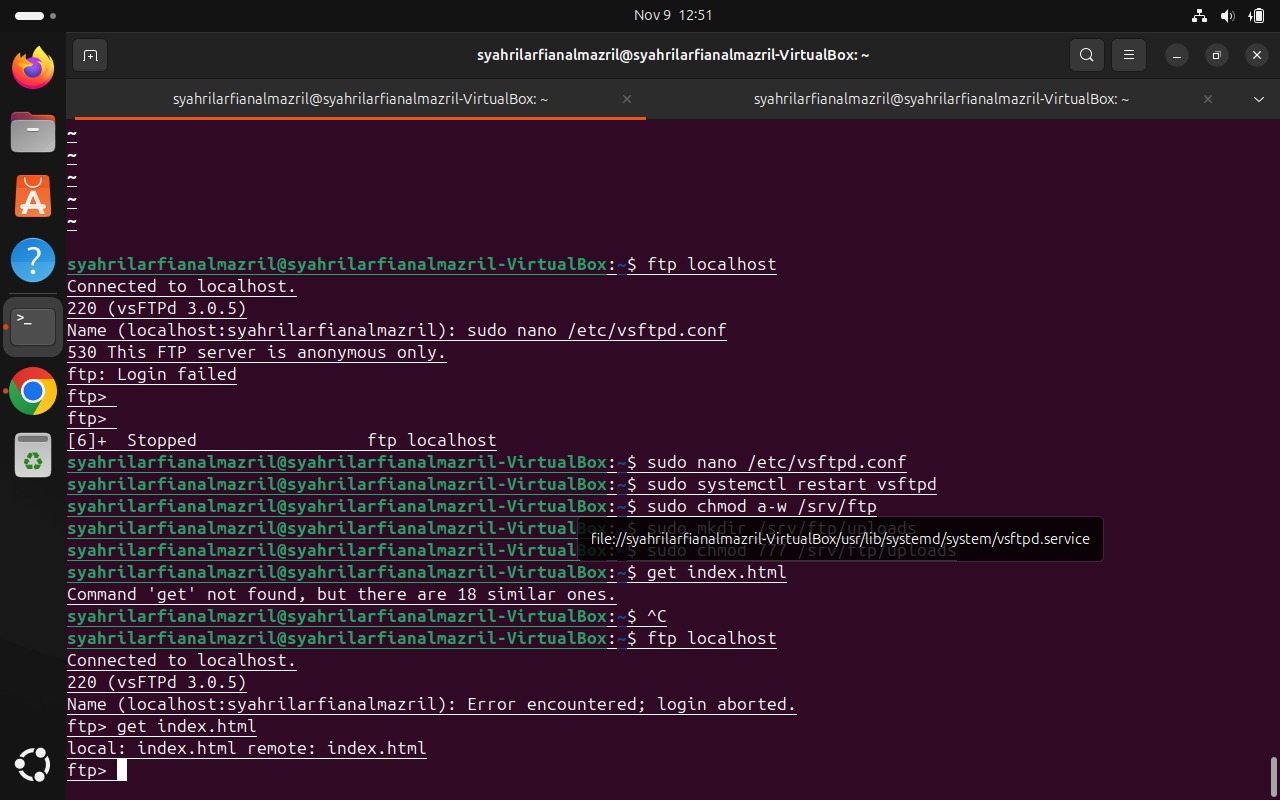 Nov 9 12:51
syahrilarfianalmazril@syahrilarfianalmazril-VirtualBox: ~
syahrilarfianalmazril@syahrilarfianalmazril-VirtualBox: ~
syahrilarfianalmazril@syahrilarfianalmazril-VirtualBox: ~
~
~
~
~
~
syahrilarfianalmazril@syahrilarfianalmazril-VirtualBox:~$ ftp localhost
Connected to localhost.
220 (vsFTPd 3.0.5)
Name (localhost:syahrilarfianalmazril): sudo nano /etc/vsftpd.conf
530 This FTP server is anonymous only.
ftp: Login failed
ftp>
ftp>
[6]+  Stopped                 ftp localhost
syahrilarfianalmazril@syahrilarfianalmazril-VirtualBox:~$ sudo nano /etc/vsftpd.conf
syahrilarfianalmazril@syahrilarfianalmazril-VirtualBox:~$ sudo systemctl restart vsftpd
syahrilarfianalmazril@syahrilarfianalmazril-VirtualBox:~$ sudo chmod a-w /srv/ftp
syahrilarfianalmazril@syahrilarfianalmazril-VirtualBox:~$ sudo mkdir /srv/ftp/uploads
file://syahrilarfianalmazril-VirtualBox/usr/lib/systemd/system/vsftpd.service
syahrilarfianalmazril@syahrilarfianalmazril-VirtualBox:~$ sudo chmod 777 /srv/ftp/uploads
syahrilarfianalmazril@syahrilarfianalmazril-VirtualBox:~$ get index.html
Command 'get' not found, but there are 18 similar ones.
syahrilarfianalmazril@syahrilarfianalmazril-VirtualBox:~$ ^C
syahrilarfianalmazril@syahrilarfianalmazril-VirtualBox:~$ ftp localhost
Connected to localhost.
220 (vsFTPd 3.0.5)
Name (localhost:syahrilarfianalmazril): Error encountered; login aborted.
ftp> get index.html
local: index.html remote: index.html
ftp>